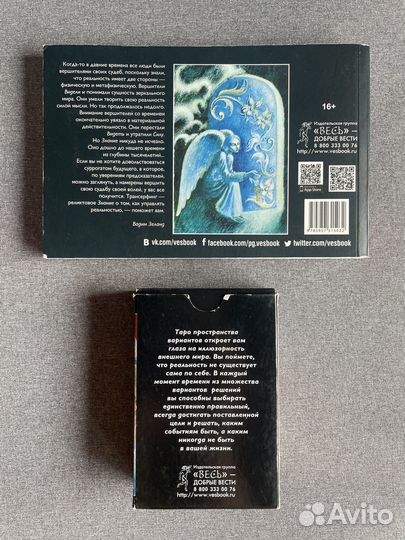 Когда-то в давние времена все люди были
вершителями своих судеб, поскольку знали,
что реальность имеет две стороны –
физическую и метафизическую. Вершители
Видели и понимали сущность зеркального
мира. Они умели творить свою реальность
силой мысли. Но так продолжалось недолго.
Внимание вершителей со временем
окончательно увязло в материальной
действительности. Они перестали
Видеть и утратили силу.
Но Знание никуда не исчезло.
Оно дошло до нашего времени
из глубины тысячелетий...
Если вы не хотите довольствоваться
суррогатом будущего, в которое,
по уверениям предсказателей,
можно заглянуть, а намерены вершить
свою судьбу своей волей, у вас все
получится. Трансерфинг –
реликтовое Знание о том, как управлять
реальностью, — поможет вам.
Вадим Зеланд
16+
Издательская группа
«ВЕСЬ» –
ДОБРЫЕ ВЕСТИ
8 800 333 00 76
http://www.vesbook.ru
App Store
vk.com/vesbook
facebook.com/pg.vesbook
twitter.com/vesbook
Таро пространства
вариантов откроет вам
глаза на иллюзорность
внешнего мира. Вы поймете,
что реальность не существует
сама по себе. В каждый
момент времени из множества
вариантов решений
вы способны выбирать
единственно правильный,
всегда достигать поставленной
цели и решать, каким
событиям быть, а каким
никогда не быть
в вашей жизни.
Издательская группа
«ВЕСЬ» –
ДОБРЫЕ ВЕСТИ
8 800 333 00 76
http://www.vesbook.ru
Avito